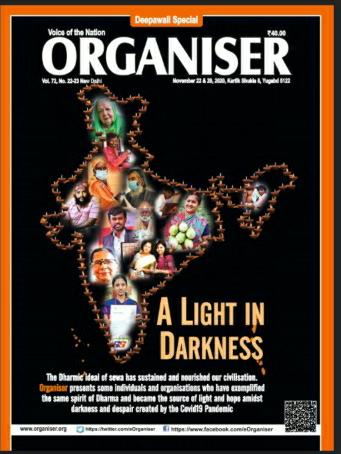 Deepawali Special
Voice of the Nation
₹40.00
ORGANISER
Vol. 72, No. 22-23 New Delhi
November 22 & 29, 2020, Kartik Shukla 8, Yugabd 5122
A LIGHT IN
DARKNESS
The Dharmic ideal of sewa has sustained and nourished our civilisation.
Organiser presents some individuals and organisations who have exemplified
the same spirit of Dharma and became the source of light and hope amidst
darkness and despair created by the Covid19 Pandemic
www.organiser.org https://twitter.com/eOrganiser https://www.facebook.com/eOrganiser